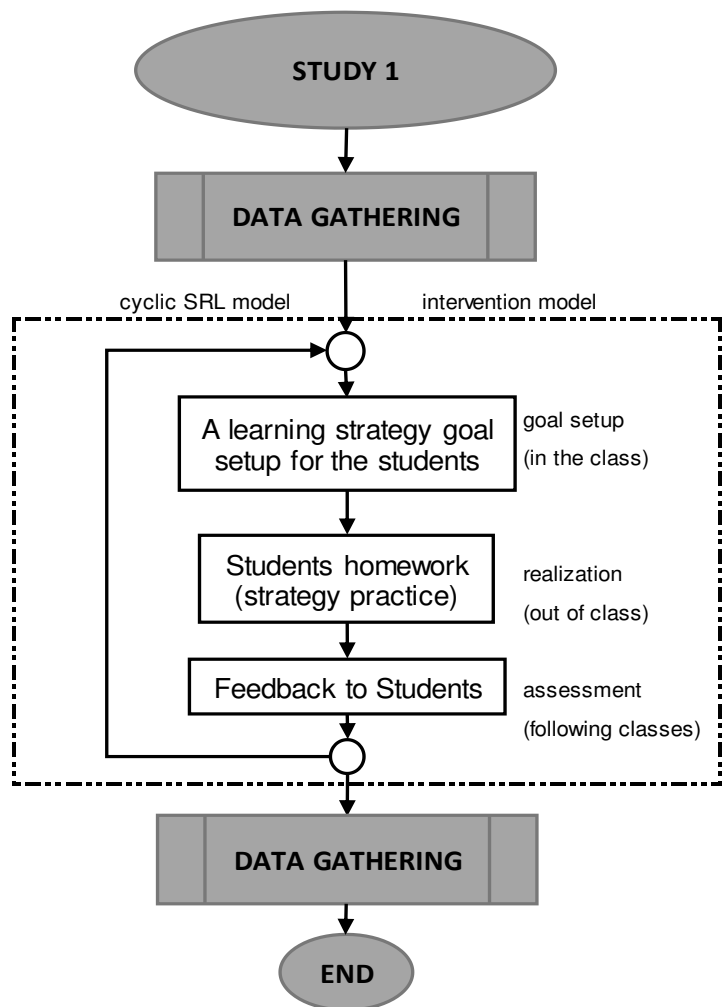 STUDY 1
DATA GATHERING
cyclic SRL model
intervention model
A learning strategy goal
setup for the students
goal setup
(in the class)
Students homework
(strategy practice)
realization
(out of class)
Feedback to Students
assessment
(following classes)
DATA GATHERING
END